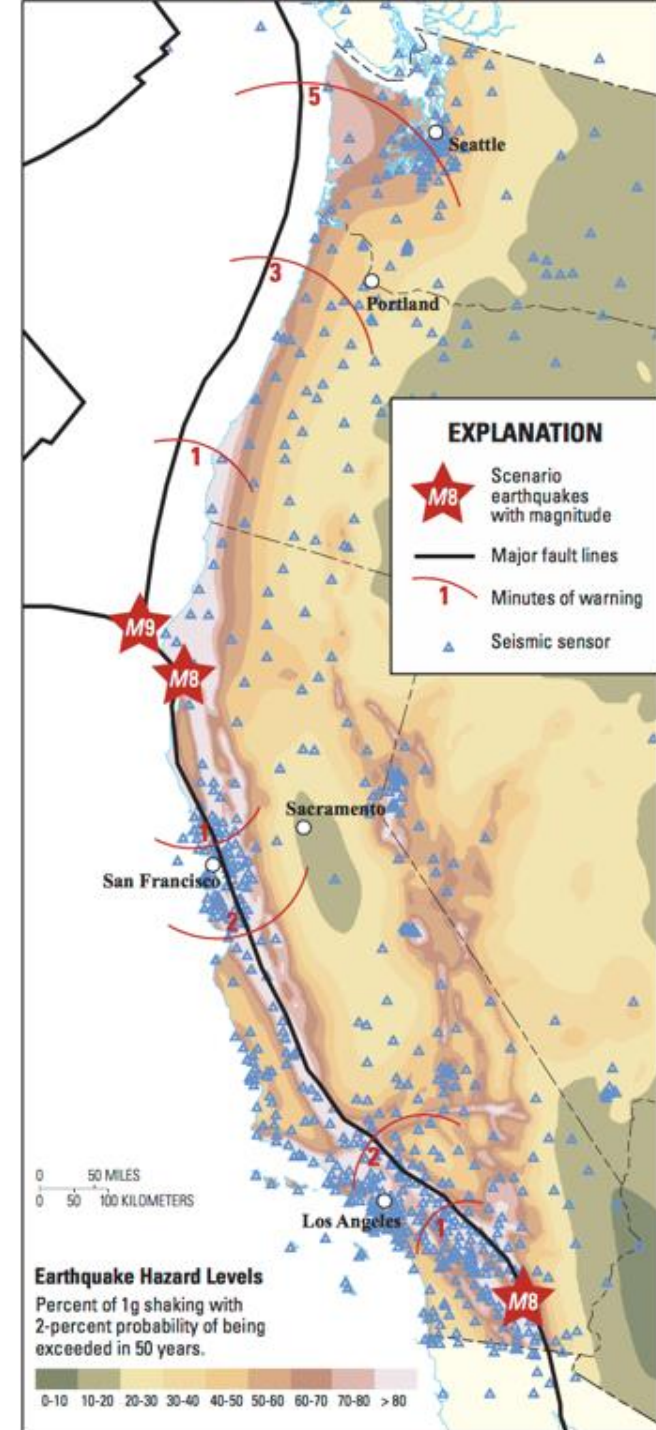 5
Seattle
3
Portland
1
EXPLANATION
M8
Scenario
earthquakes
with magnitude
Major fault lines
1
Minutes of warning
Seismic sensor
M9
M8
Sacramento
1
San Francisco
2
2
0 50 MILES
0 50 100 KILOMETERS
Los Angeles
1
M8
Earthquake Hazard Levels
Percent of 1g shaking with
2-percent probability of being
exceeded in 50 years.
0-10 10-20 20-30 30-40 40-50 50-60 60-70 70-80 > 80